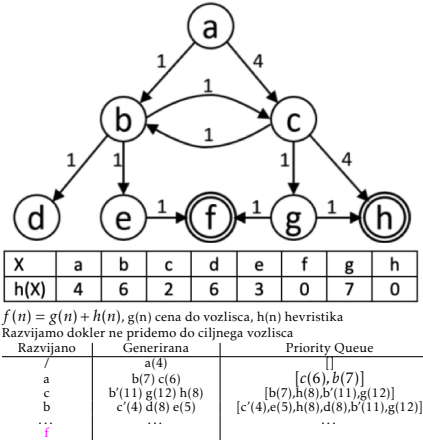 a
1
4
1
b
c
1
1
1
1
4
d
e
1
f
1
g
1
h
X a b c d e f g h
h(X) 4 6 2 6 3 0 7 0
f(n) = g(n) + h(n), g(n) cena do vozlisca, h(n) hevristika
Razvijamo dokler ne pridemo do ciljnega vozlisca
Razvijano Generirana Priority Queue
/ a(4) []
a b(7) c(6) [c(6),b(7)]
c b′(11) g(12) h(8) [b(7),h(8),b′(11),g(12)]
b c′(4) d(8) e(5) [c′(4),e(5),h(8),d(8),b′(11),g(12)]
... ... ...
f